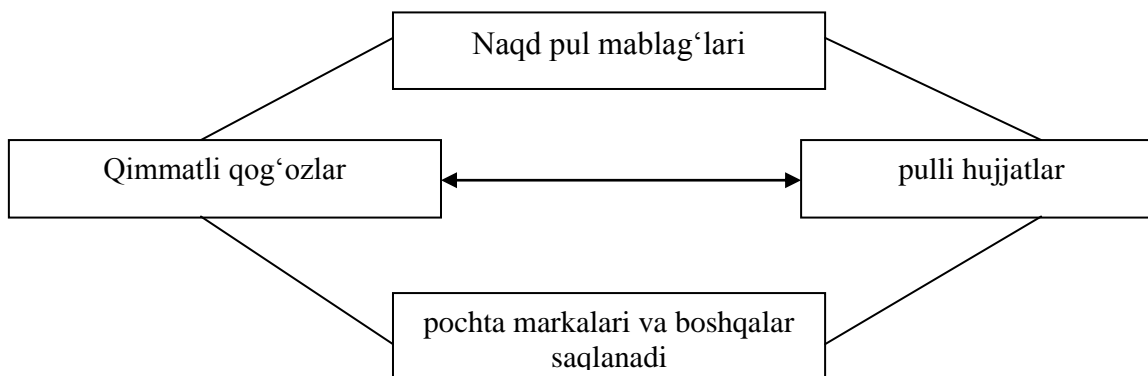 Naqd pul mablag‘lari
Qimmatli qog‘ozlar
pulli hujjatlar
pochta markalari va boshqalar
saqlanadi